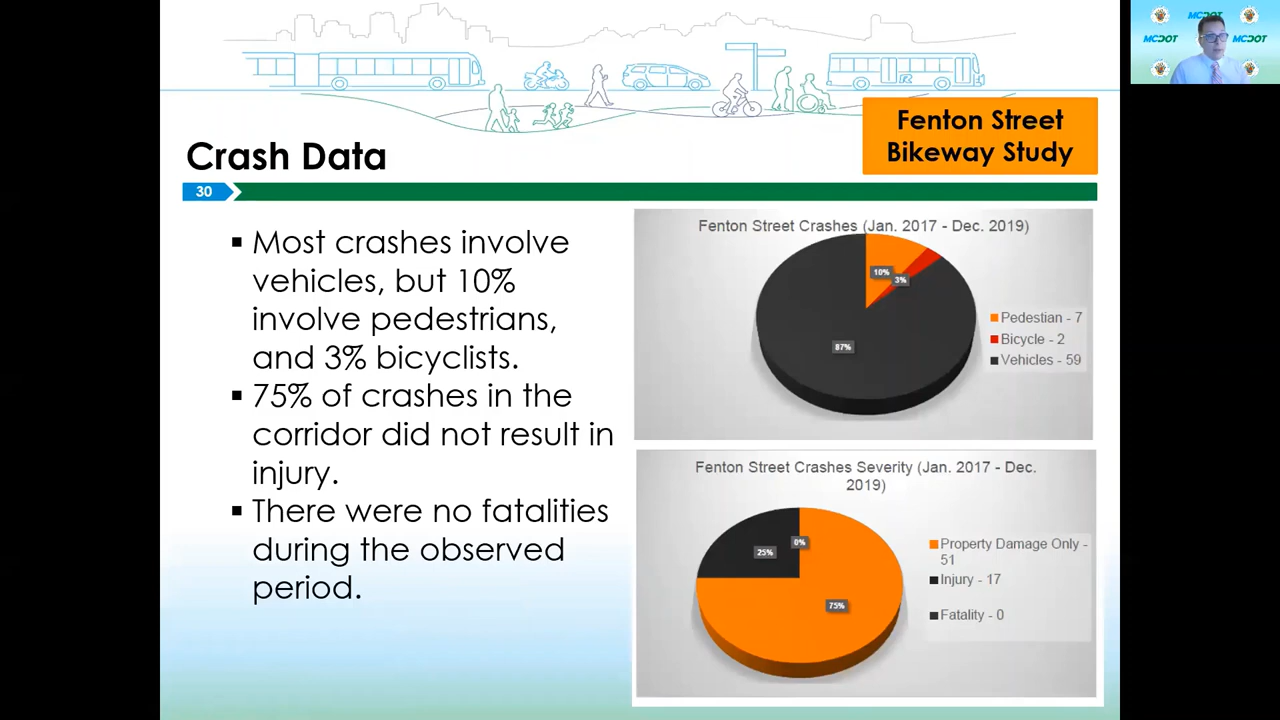 MCDOT
MCDOT
MCDOT
Fenton Street
Bikeway Study
Crash Data
30
▪ Most crashes involve
vehicles, but 10%
involve pedestrians,
and 3% bicyclists.
▪ 75% of crashes in the
corridor did not result in
injury.
▪ There were no fatalities
during the observed
period.
Fenton Street Crashes (Jan. 2017 - Dec. 2019)
10%
3%
87%
Pedestian - 7
Bicycle - 2
Vehicles - 59
Fenton Street Crashes Severity (Jan. 2017 - Dec.
2019)
0%
25%
75%
Property Damage Only -
51
Injury - 17
Fatality - 0